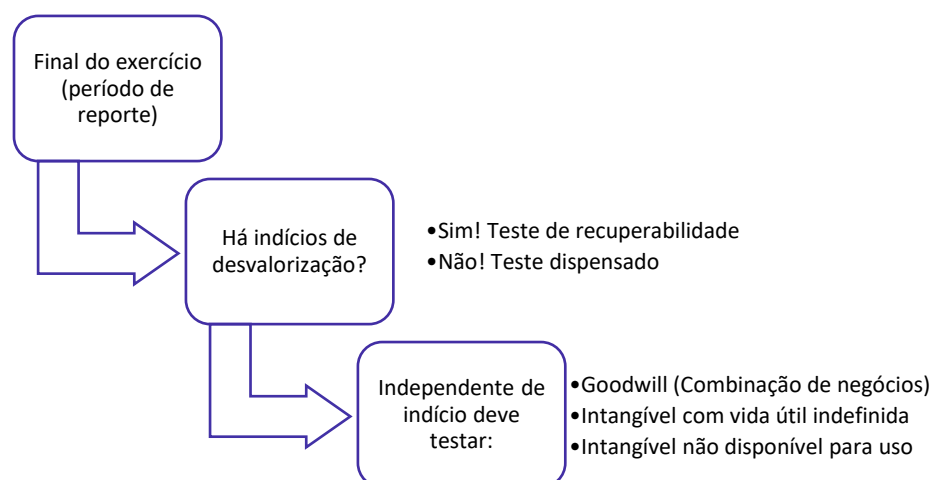 Final do exercício
(período de
reporte)
Há indícios de
desvalorização?
•Sim! Teste de recuperabilidade
•Não! Teste dispensado
Independente de
indício deve
testar:
•Goodwill (Combinação de negócios)
•Intangível com vida útil indefinida
•Intangível não disponível para uso